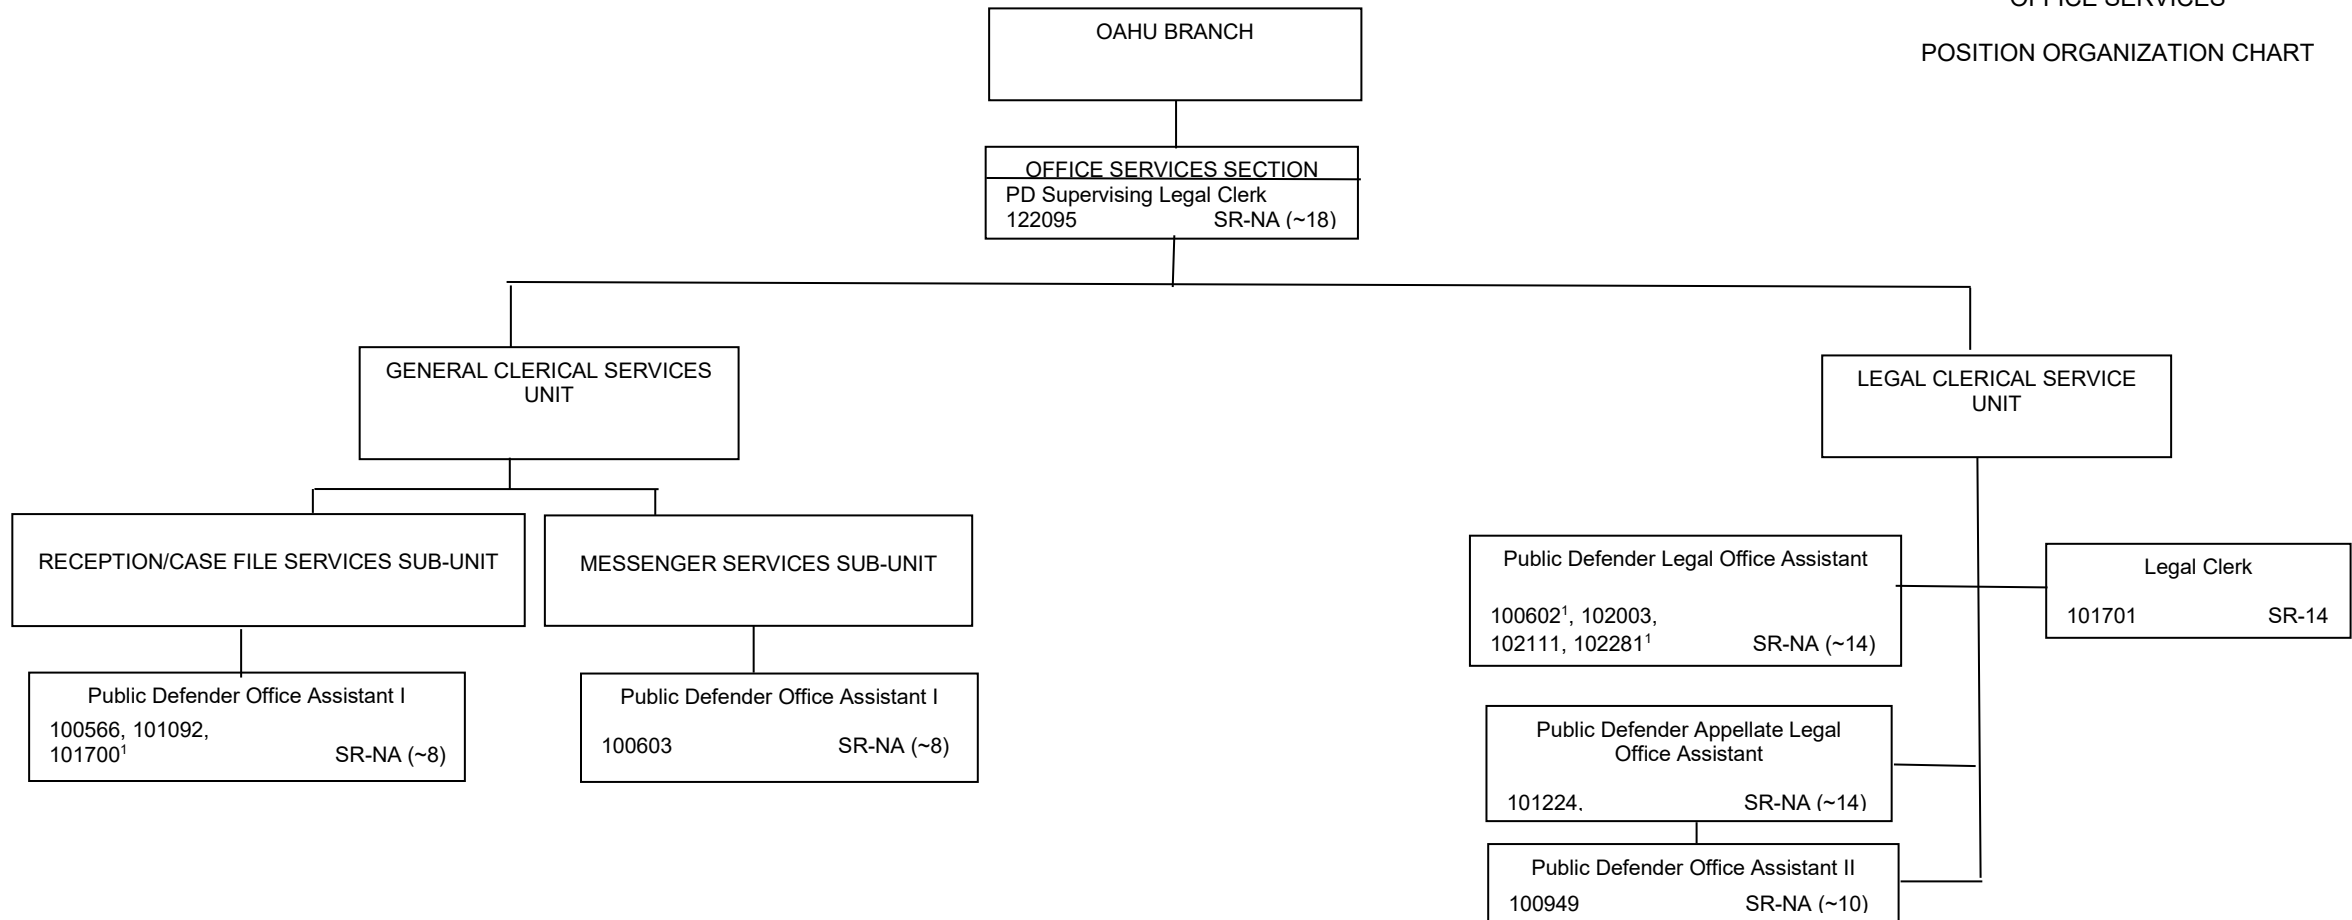 OFFICE SERVICES
POSITION ORGANIZATION CHART
OAHU BRANCH
OFFICE SERVICES SECTION
PD Supervising Legal Clerk
122095 SR-NA (~18)
GENERAL CLERICAL SERVICES
UNIT
LEGAL CLERICAL SERVICE
UNIT
RECEPTION/CASE FILE SERVICES SUB-UNIT
MESSENGER SERVICES SUB-UNIT
Public Defender Office Assistant I
100566, 101092,
101700¹ SR-NA (~8)
Public Defender Office Assistant I
100603 SR-NA (~8)
Public Defender Legal Office Assistant
100602¹, 102003,
102111, 102281¹ SR-NA (~14)
Legal Clerk
101701 SR-14
Public Defender Appellate Legal
Office Assistant
101224, SR-NA (~14)
Public Defender Office Assistant II
100949 SR-NA (~10)